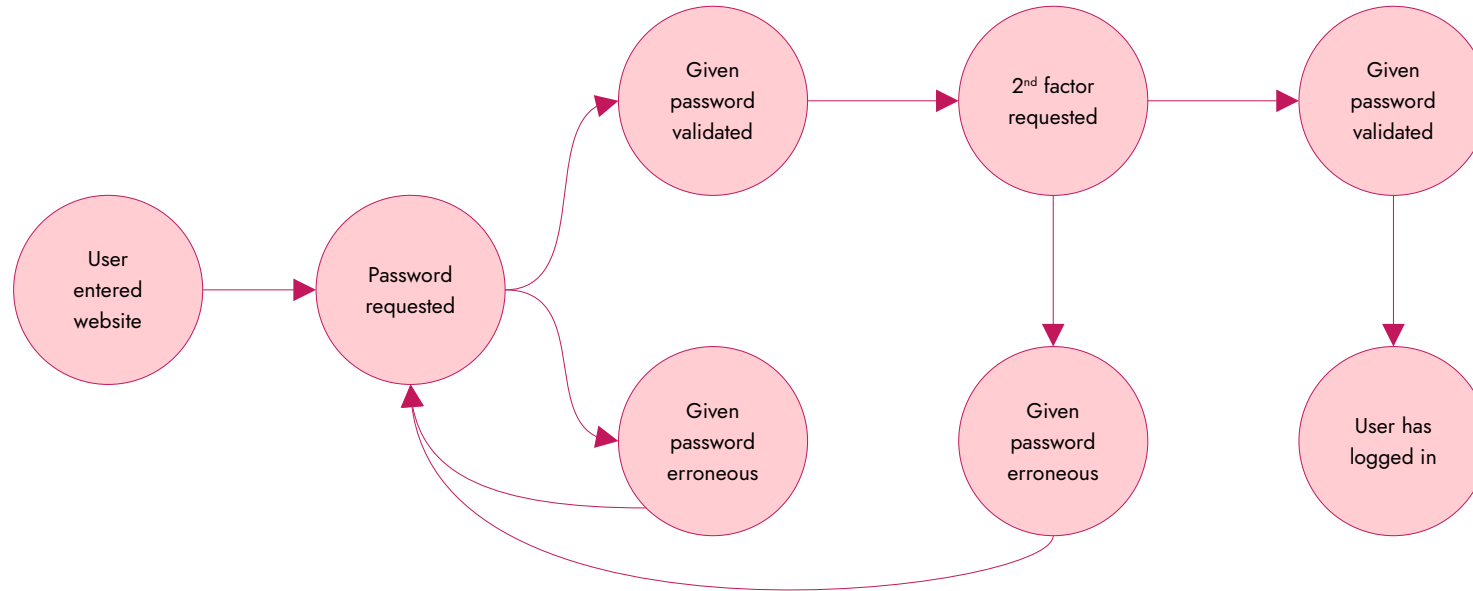 Given
password
validated
2nd factor
requested
Given
password
validated
User
entered
website
Password
requested
Given
password
erroneous
Given
password
erroneous
User has
logged in